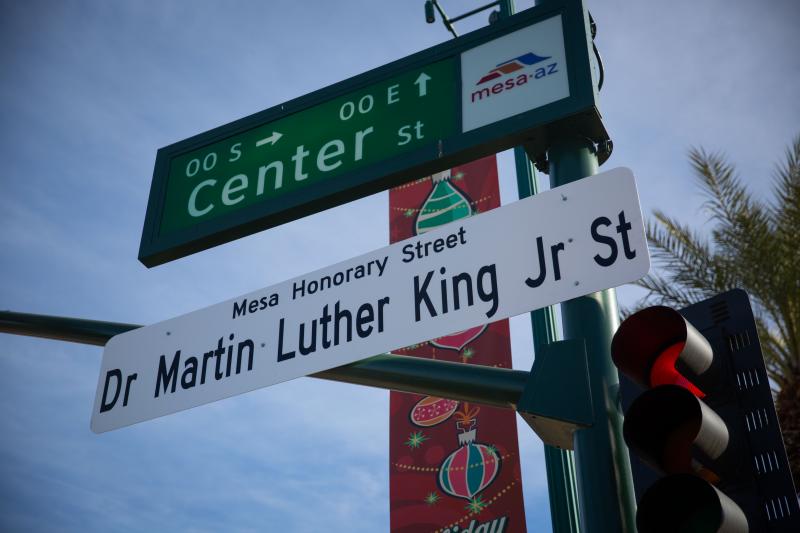 00 S → 00 E ↑
Center St
mesa·az
Mesa Honorary Street
Dr Martin Luther King Jr St